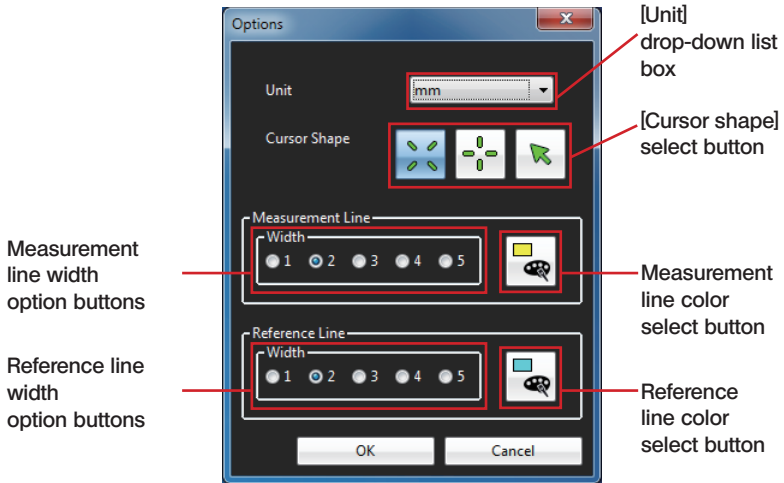 Options
[Unit]
drop-down list
box
Unit
mm
[Cursor shape]
select button
Cursor Shape
Measurement Line
Width
1 2 3 4 5
Measurement
line width
option buttons
Measurement
line color
select button
Reference Line
Width
1 2 3 4 5
Reference line
width
option buttons
Reference
line color
select button
OK Cancel